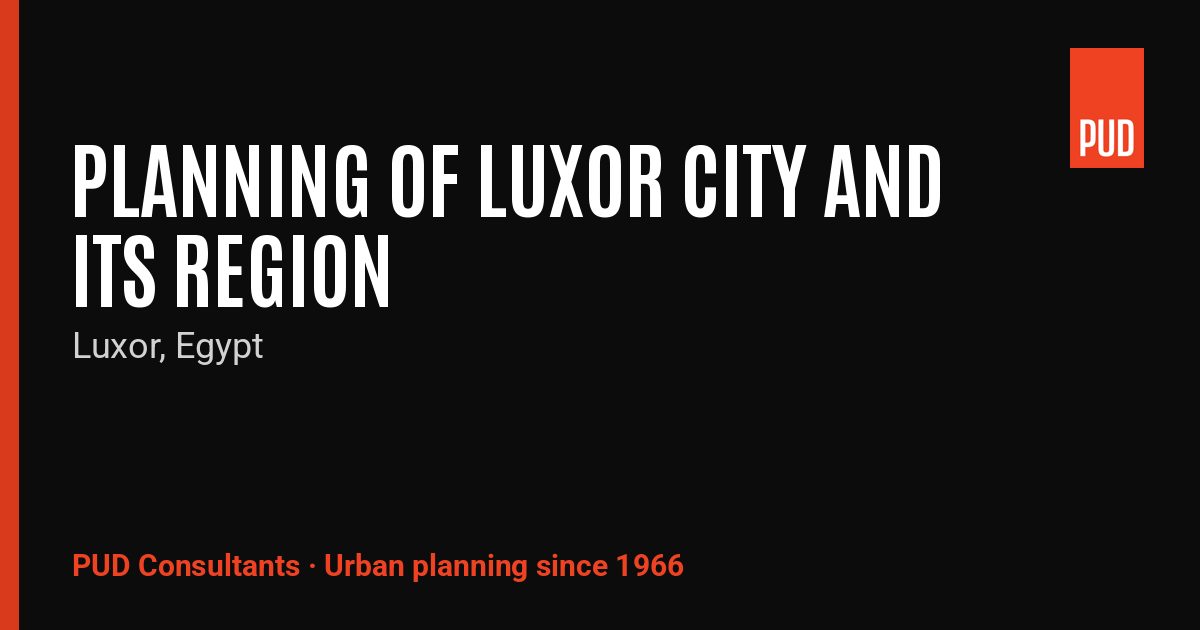 PUD
PLANNING OF LUXOR CITY AND
ITS REGION
Luxor, Egypt
PUD Consultants · Urban planning since 1966